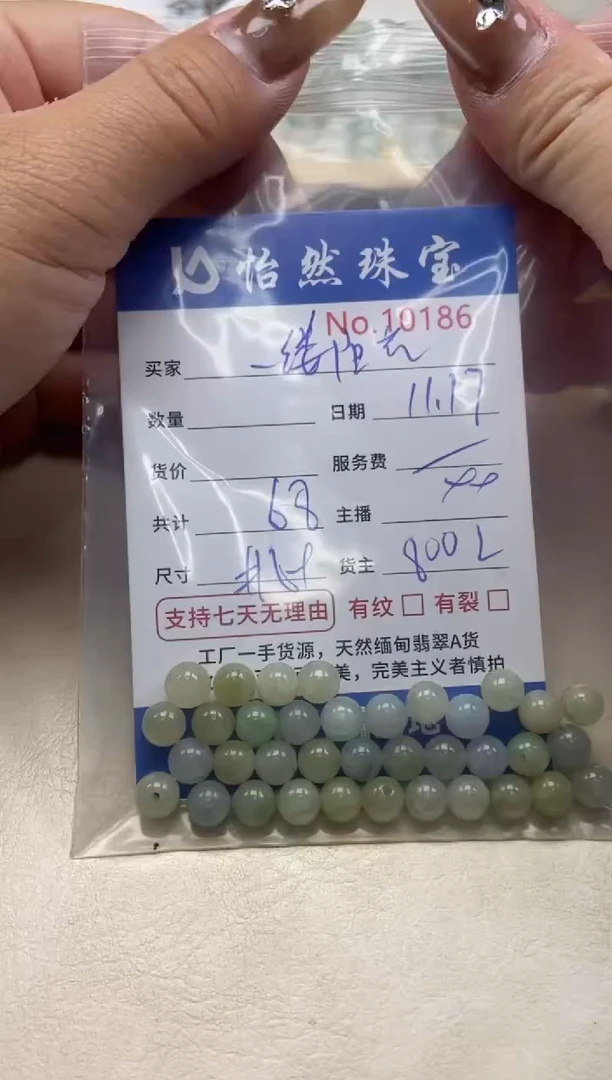 怡然珠宝
No.10186
买家
数量 日期 11.17
货价 服务费
共计 68 主播
尺寸 货主 800L
支持七天无理由 有纹 有裂
工厂一手货源，天然缅甸翡翠A货
美，完美主义者慎拍